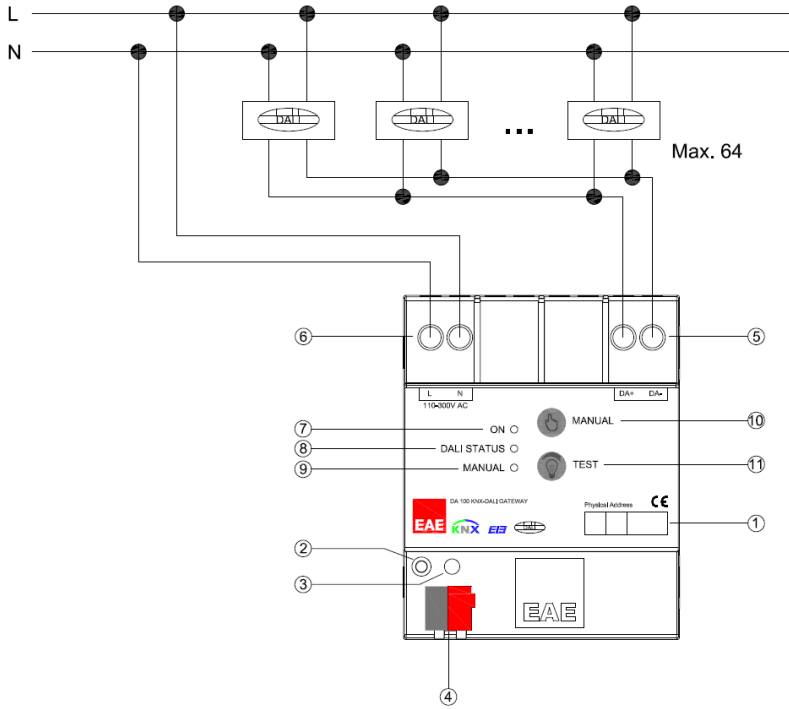 L
N
DALI DALI ... DALI
Max. 64
6
5
L N
DA+ DA-
110-300V AC
7 ON MANUAL 10
8 DALI STATUS
9 MANUAL TEST 11
DA 100 KNX-DALI GATEWAY
Physical Address CE
EAE KNX EIB DALI
1
2
3
EAE
4